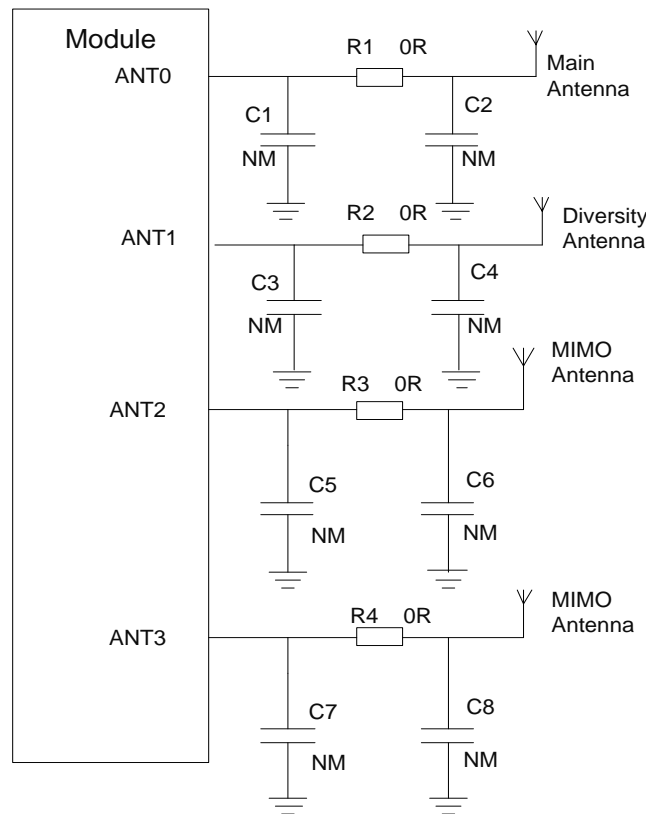 Module
R1 0R
ANT0
Main
Antenna
C1
C2
NM
NM
R2 0R
Diversity
Antenna
ANT1
C3
C4
NM
NM
MIMO
Antenna
R3 0R
ANT2
C5
C6
NM
NM
MIMO
Antenna
R4 0R
ANT3
C7
C8
NM
NM